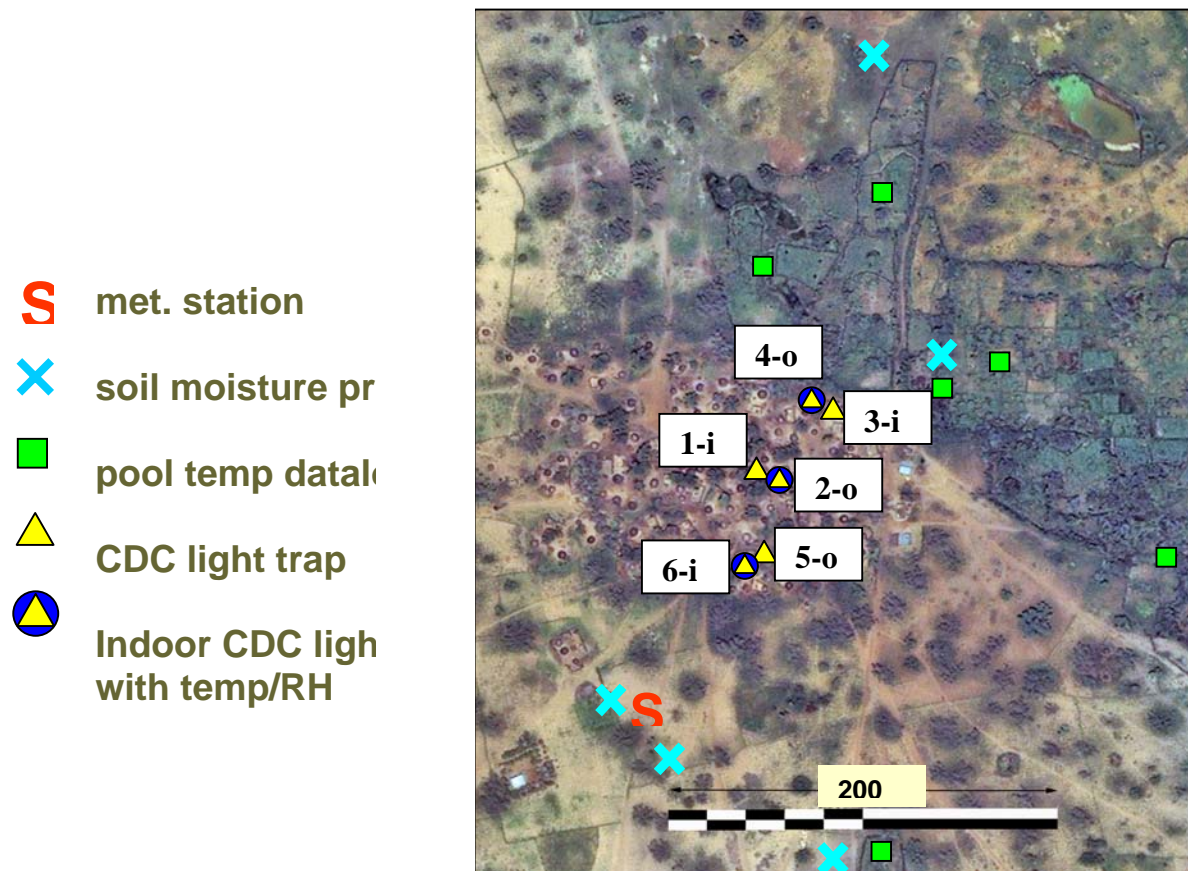 S met. station
soil moisture pr
pool temp datal
CDC light trap
Indoor CDC ligh
with temp/RH
4-o
3-i
1-i
2-o
6-i
5-o
S
200